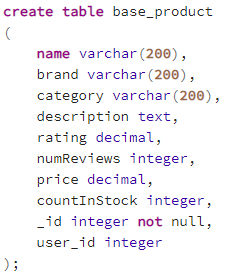 create table base_product
(
name varchar(200),
brand varchar(200),
category varchar(200),
description text,
rating decimal,
numReviews integer,
price decimal,
countInStock integer,
_id integer not null,
user_id integer
);